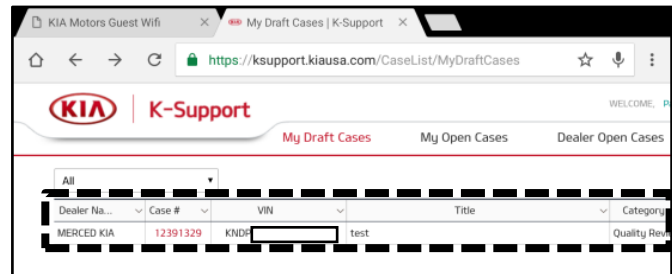 KIA Motors Guest Wifi
My Draft Cases | K-Support
https://ksupport.kiausa.com/CaseList/MyDraftCases
KIA K-Support
WELCOME,
My Draft Cases My Open Cases Dealer Open Cases
All
Dealer Na... Case # VIN Title Category
MERCED KIA 12391329 KNDP test Quality Revi